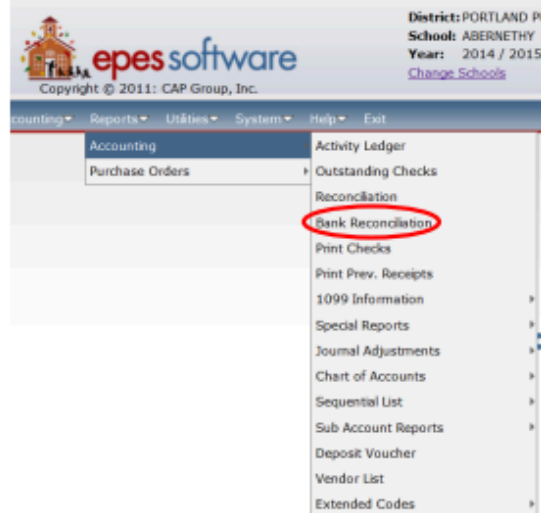 District: PORTLAND P
School: ABERNETHY
Year: 2014 / 2015
Change Schools
epes software
Copyright © 2011: CAP Group, Inc.
counting Reports Utilities System Help Exit
Accounting
Purchase Orders
Activity Ledger
Outstanding Checks
Reconciliation
Bank Reconciliation
Print Checks
Print Prev. Receipts
1099 Information
Special Reports
Journal Adjustments
Chart of Accounts
Sequential List
Sub Account Reports
Deposit Voucher
Vendor List
Extended Codes